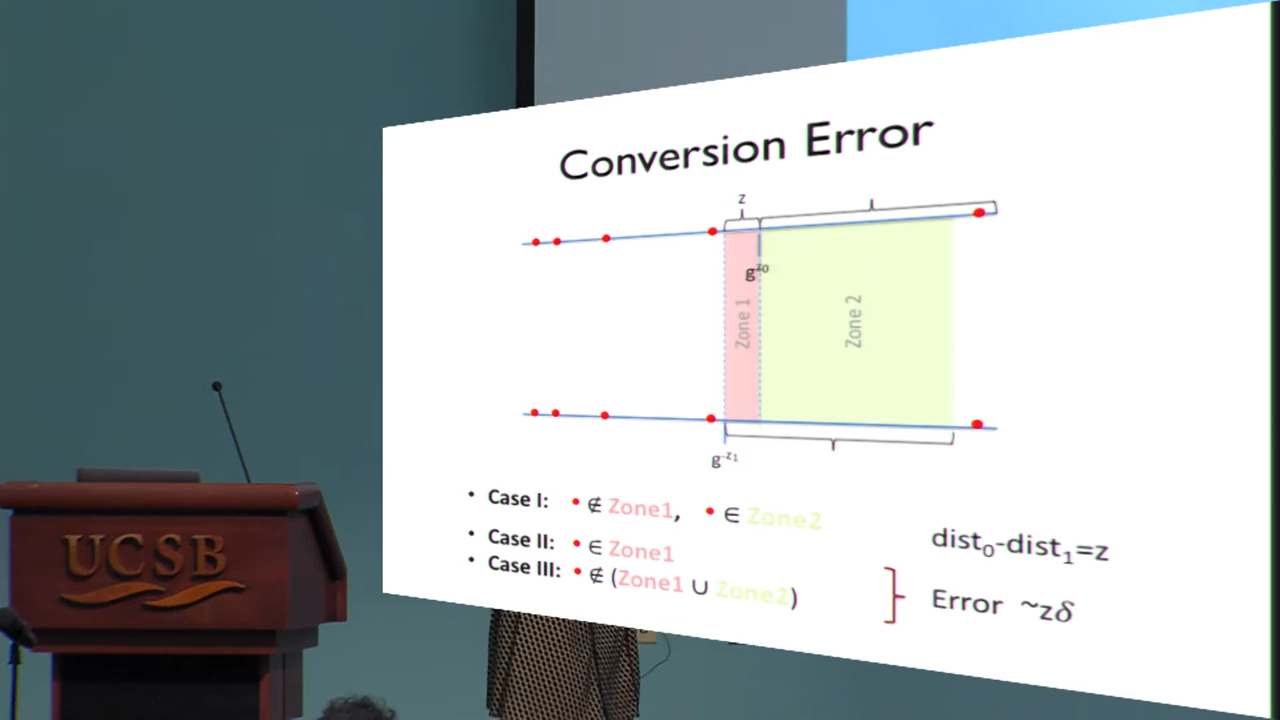 Conversion Error
z
g^z0
Zone 1
Zone 2
g^-z1
• Case I: • ∉ Zone1, • ∈ Zone2
• Case II: • ∈ Zone1
• Case III: • ∉ (Zone1 ∪ Zone2)
dist₀-dist₁=z
Error ~zδ
UCSB